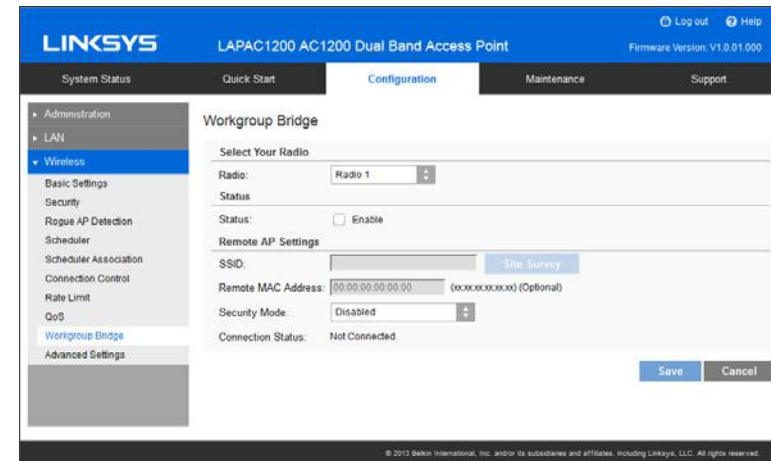 Log out Help
LINKSYS LAPAC1200 AC1200 Dual Band Access Point Firmware Version: V1.0.01.000
System Status Quick Start Configuration Maintenance Support
Administration
LAN
Wireless
Basic Settings
Security
Rogue AP Detection
Scheduler
Scheduler Association
Connection Control
Rate Limit
QoS
Workgroup Bridge
Advanced Settings
Workgroup Bridge
Select Your Radio
Radio: Radio 1
Status
Status: Enable
Remote AP Settings
SSID: Site Survey
Remote MAC Address: 00:00:00:00:00:00 (xx:xx:xx:xx:xx:xx) (Optional)
Security Mode: Disabled
Connection Status: Not Connected
Save Cancel
© 2013 Belkin International, Inc. and/or its subsidiaries and affiliates, including Linksys, LLC. All rights reserved.